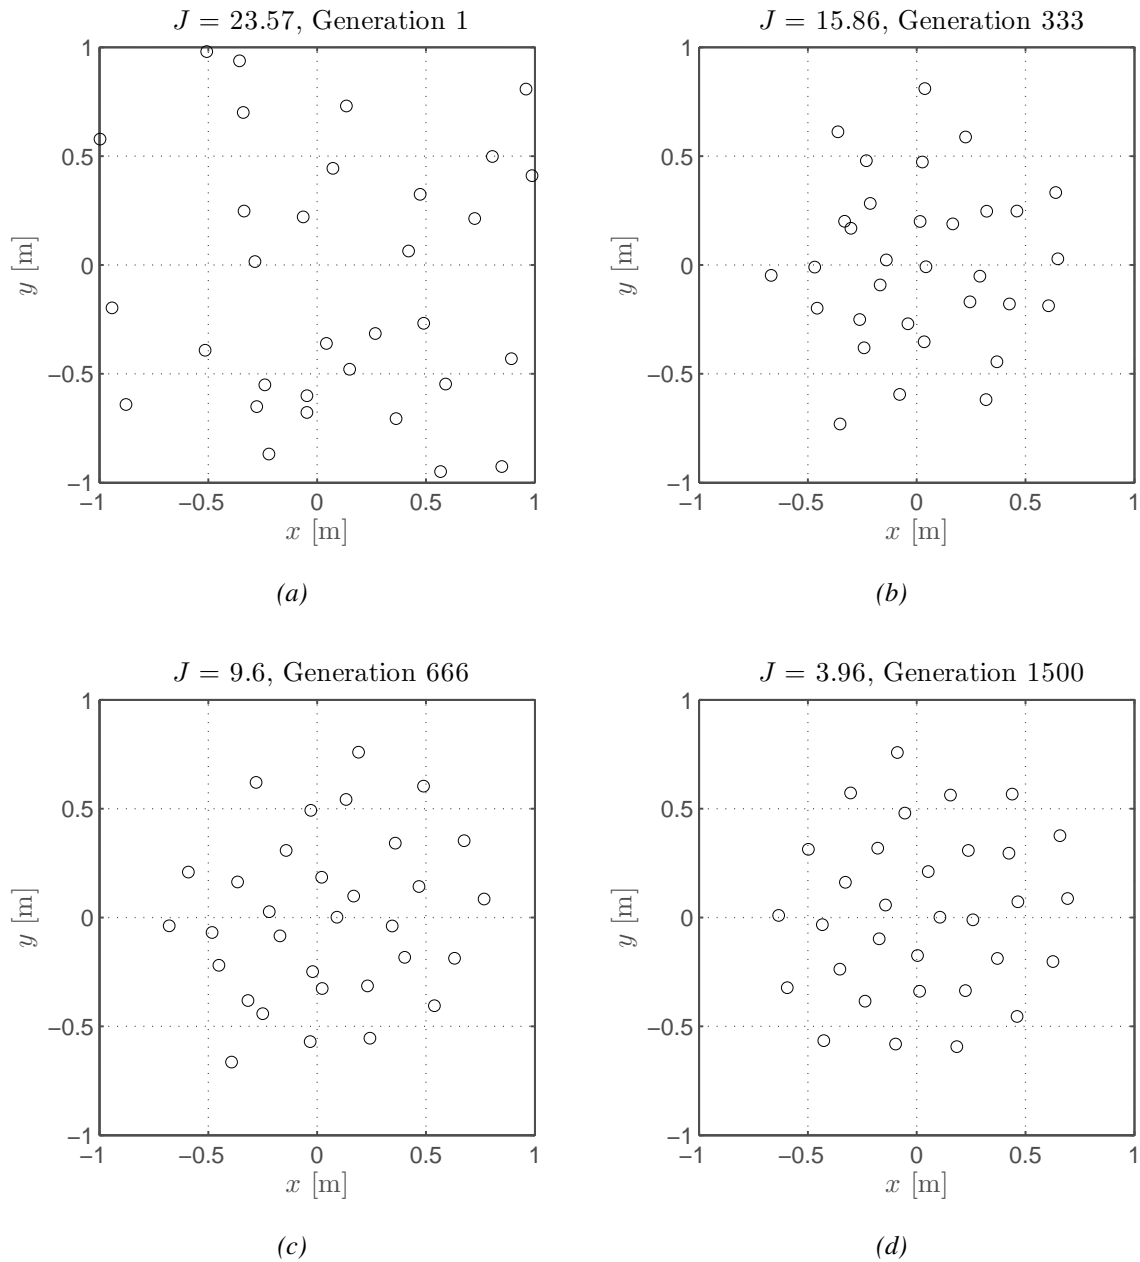 J = 23.57, Generation 1
1
0.5
0
−0.5
−1
−1
−0.5
0
0.5
1
y [m]
x [m]
(a)
J = 15.86, Generation 333
1
0.5
0
−0.5
−1
−1
−0.5
0
0.5
1
y [m]
x [m]
(b)
J = 9.6, Generation 666
1
0.5
0
−0.5
−1
−1
−0.5
0
0.5
1
y [m]
x [m]
(c)
J = 3.96, Generation 1500
1
0.5
0
−0.5
−1
−1
−0.5
0
0.5
1
y [m]
x [m]
(d)